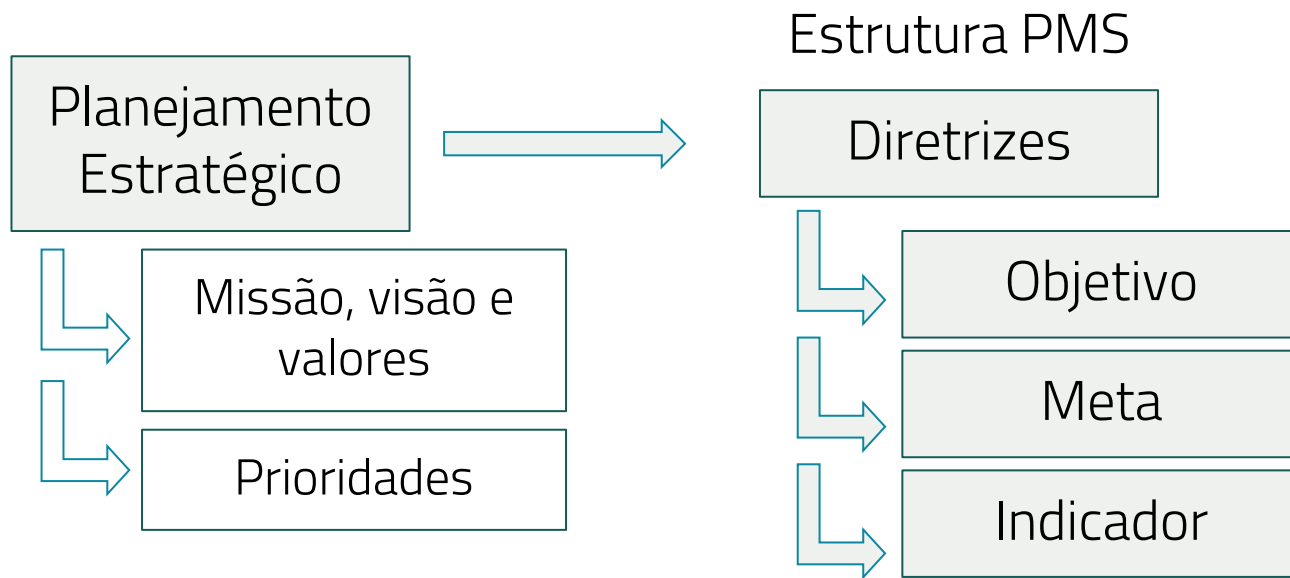 Planejamento
Estratégico
Missão, visão e
valores
Prioridades
Estrutura PMS
Diretrizes
Objetivo
Meta
Indicador